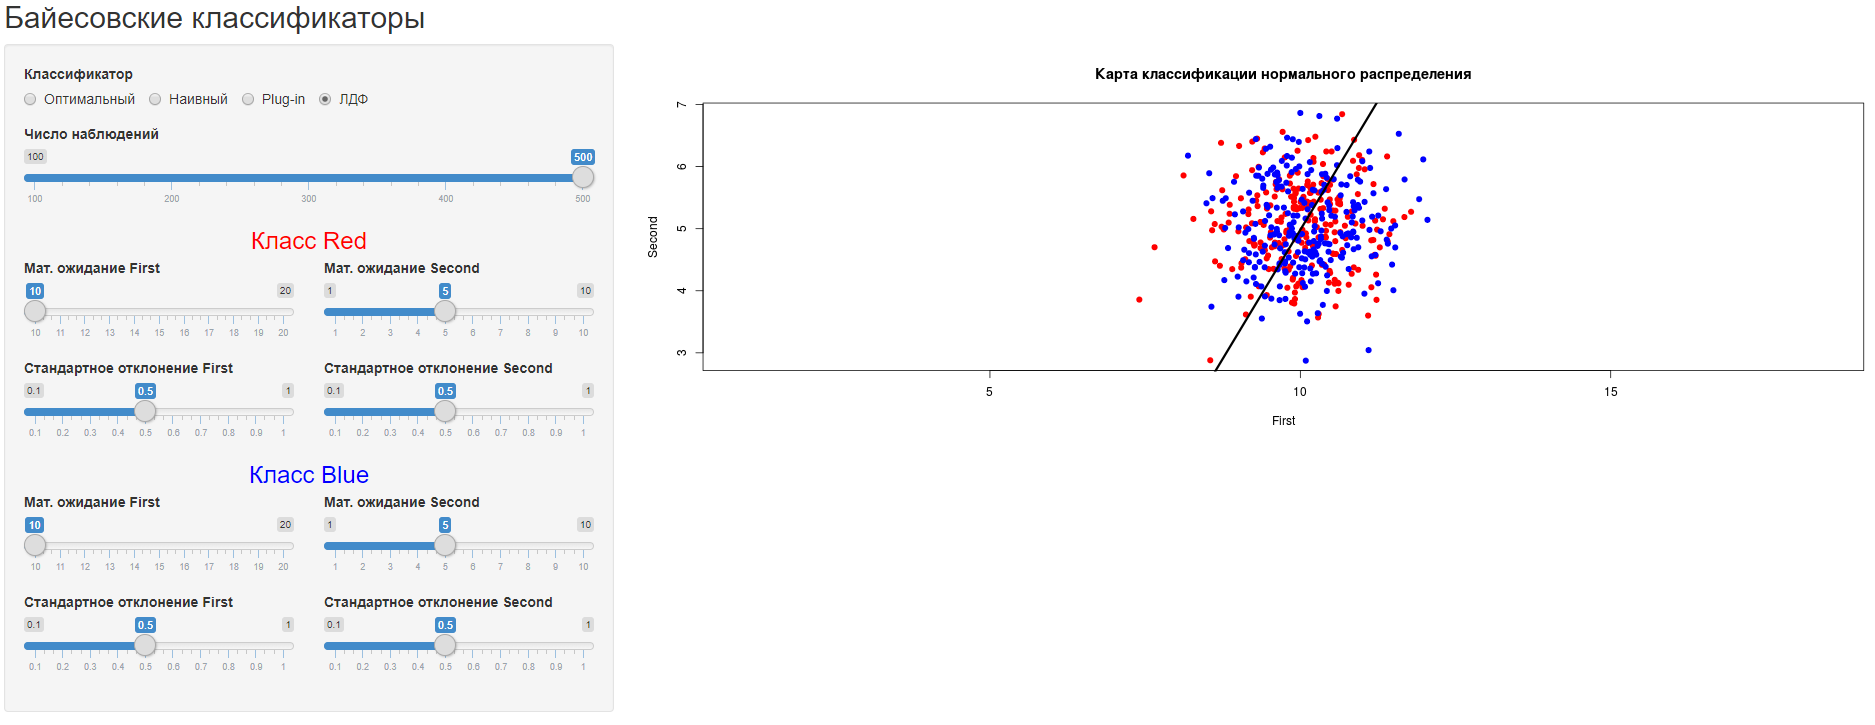 Байесовские классификаторы
Классификатор
Оптимальный Наивный Plug-in ЛДФ
Число наблюдений
100 500
100 200 300 400 500
Класс Red
Мат. ожидание First Мат. ожидание Second
10 20 1 5 10
10 11 12 13 14 15 16 17 18 19 20 1 2 3 4 5 6 7 8 9 10
Стандартное отклонение First Стандартное отклонение Second
0.1 0.5 1 0.1 0.5 1
0.1 0.2 0.3 0.4 0.5 0.6 0.7 0.8 0.9 1 0.1 0.2 0.3 0.4 0.5 0.6 0.7 0.8 0.9 1
Класс Blue
Мат. ожидание First Мат. ожидание Second
10 20 1 5 10
10 11 12 13 14 15 16 17 18 19 20 1 2 3 4 5 6 7 8 9 10
Стандартное отклонение First Стандартное отклонение Second
0.1 0.5 1 0.1 0.5 1
0.1 0.2 0.3 0.4 0.5 0.6 0.7 0.8 0.9 1 0.1 0.2 0.3 0.4 0.5 0.6 0.7 0.8 0.9 1
Карта классификации нормального распределения
7
6
5
4
3
Second
5 10 15
First